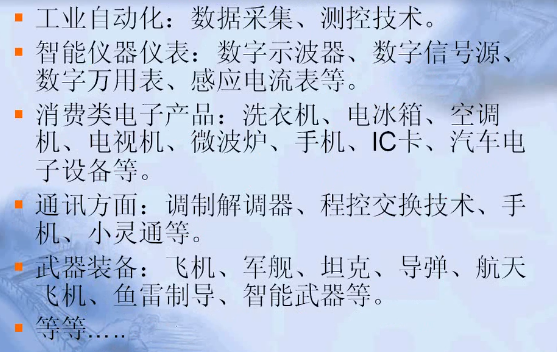 工业自动化：数据采集、测控技术。
智能仪器仪表：数字示波器、数字信号源、
数字万用表、感应电流表等。
消费类电子产品：洗衣机、电冰箱、空调
机、电视机、微波炉、手机、IC卡、汽车电
子设备等。
通讯方面：调制解调器、程控交换技术、手
机、小灵通等。
武器装备：飞机、军舰、坦克、导弹、航天
飞机、鱼雷制导、智能武器等。
等等…..